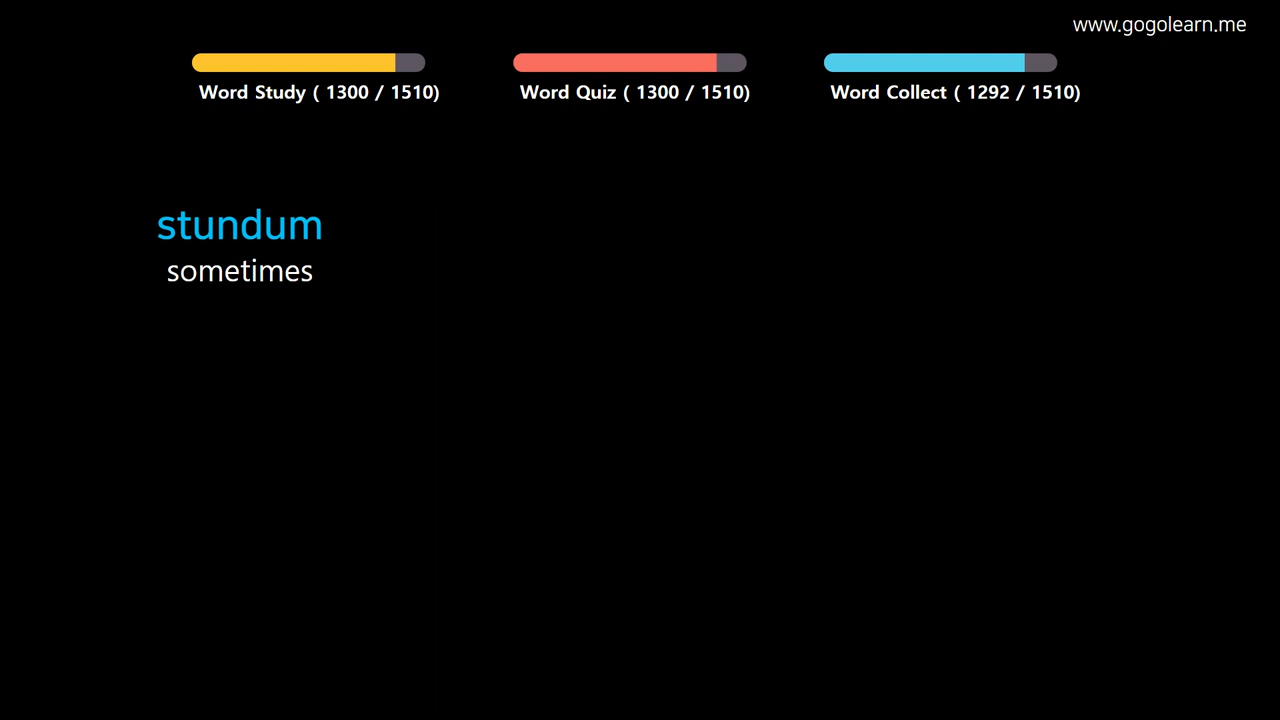 www.gogolearn.me
Word Study ( 1300 / 1510)
Word Quiz ( 1300 / 1510)
Word Collect ( 1292 / 1510)
stundum
sometimes